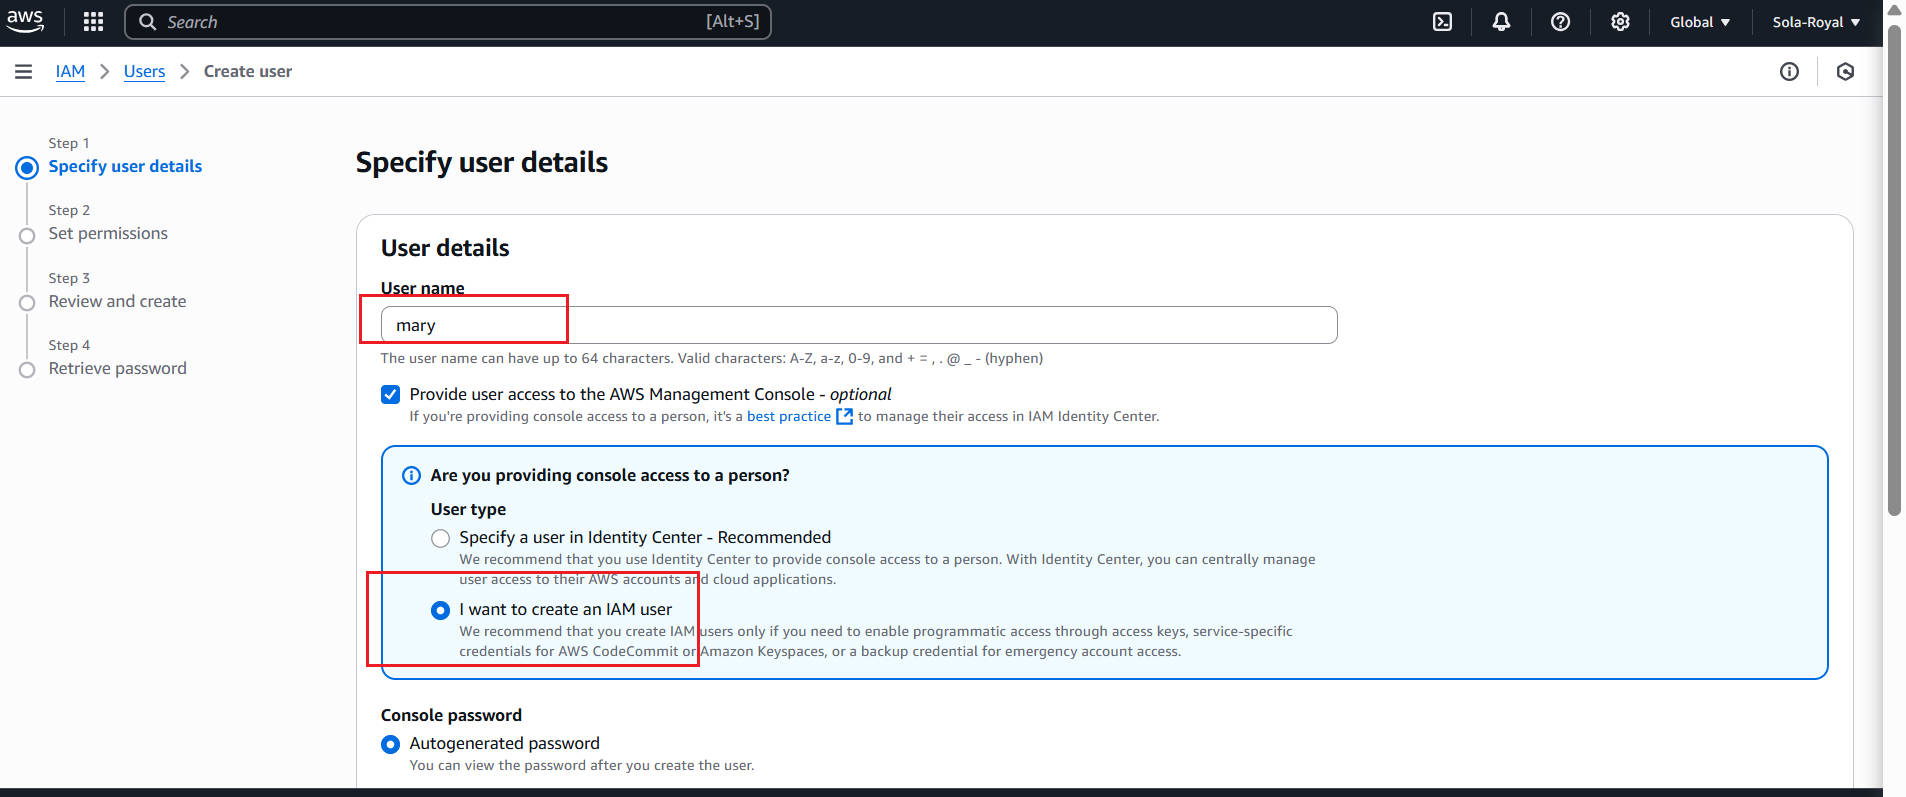 aws
Search
[Alt+S]
Global
Sola-Royal
IAM
Users
Create user
Step 1
Specify user details
Step 2
Set permissions
Step 3
Review and create
Step 4
Retrieve password
Specify user details
User details
User name
mary
The user name can have up to 64 characters. Valid characters: A-Z, a-z, 0-9, and + = , . @ _ - (hyphen)
Provide user access to the AWS Management Console - optional
If you're providing console access to a person, it's a best practice to manage their access in IAM Identity Center.
Are you providing console access to a person?
User type
Specify a user in Identity Center - Recommended
We recommend that you use Identity Center to provide console access to a person. With Identity Center, you can centrally manage
user access to their AWS accounts and cloud applications.
I want to create an IAM user
We recommend that you create IAM users only if you need to enable programmatic access through access keys, service-specific
credentials for AWS CodeCommit or Amazon Keyspaces, or a backup credential for emergency account access.
Console password
Autogenerated password
You can view the password after you create the user.